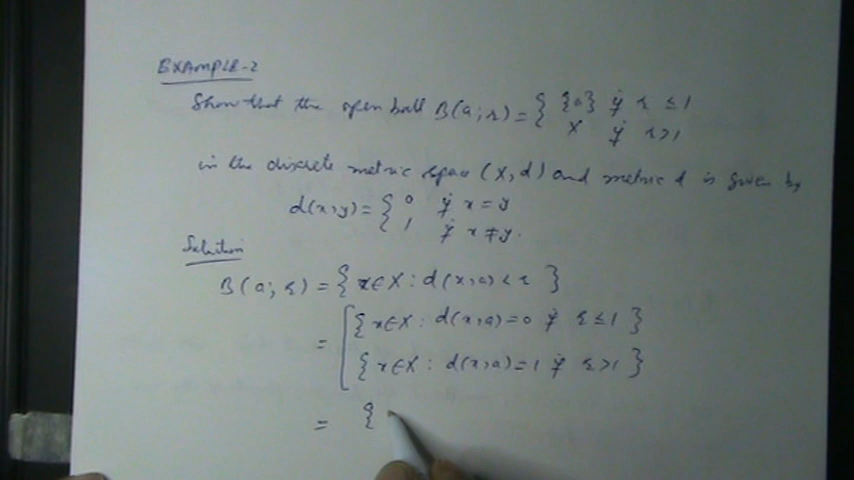 EXAMPLE-2
Show that the open ball B(a; r) = { {a} if r ≤ 1
X if r > 1
in the discrete metric space (X, d) and metric d is given by
d(x, y) = { 0 if x = y
1 if x ≠ y.
Solution
B(a; r) = { x ∈ X : d(x, a) < r }
= [ { x ∈ X : d(x, a) = 0 if r ≤ 1 }
{ x ∈ X : d(x, a) = 1 if r > 1 }
= {